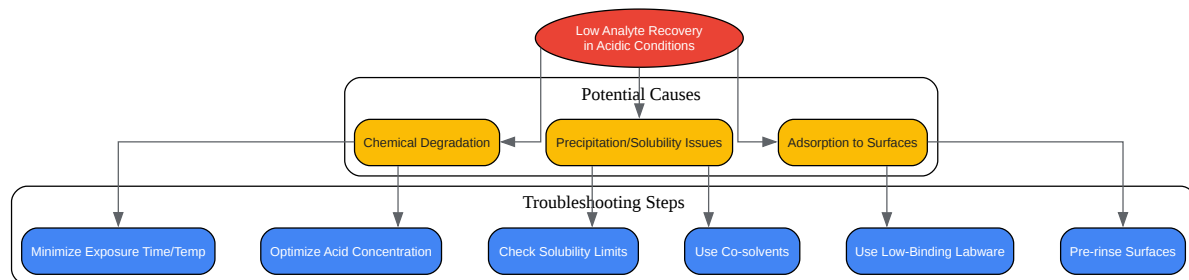 Low Analyte Recovery
in Acidic Conditions
Potential Causes
Chemical Degradation
Precipitation/Solubility Issues
Adsorption to Surfaces
Troubleshooting Steps
Minimize Exposure Time/Temp
Optimize Acid Concentration
Check Solubility Limits
Use Co-solvents
Use Low-Binding Labware
Pre-rinse Surfaces